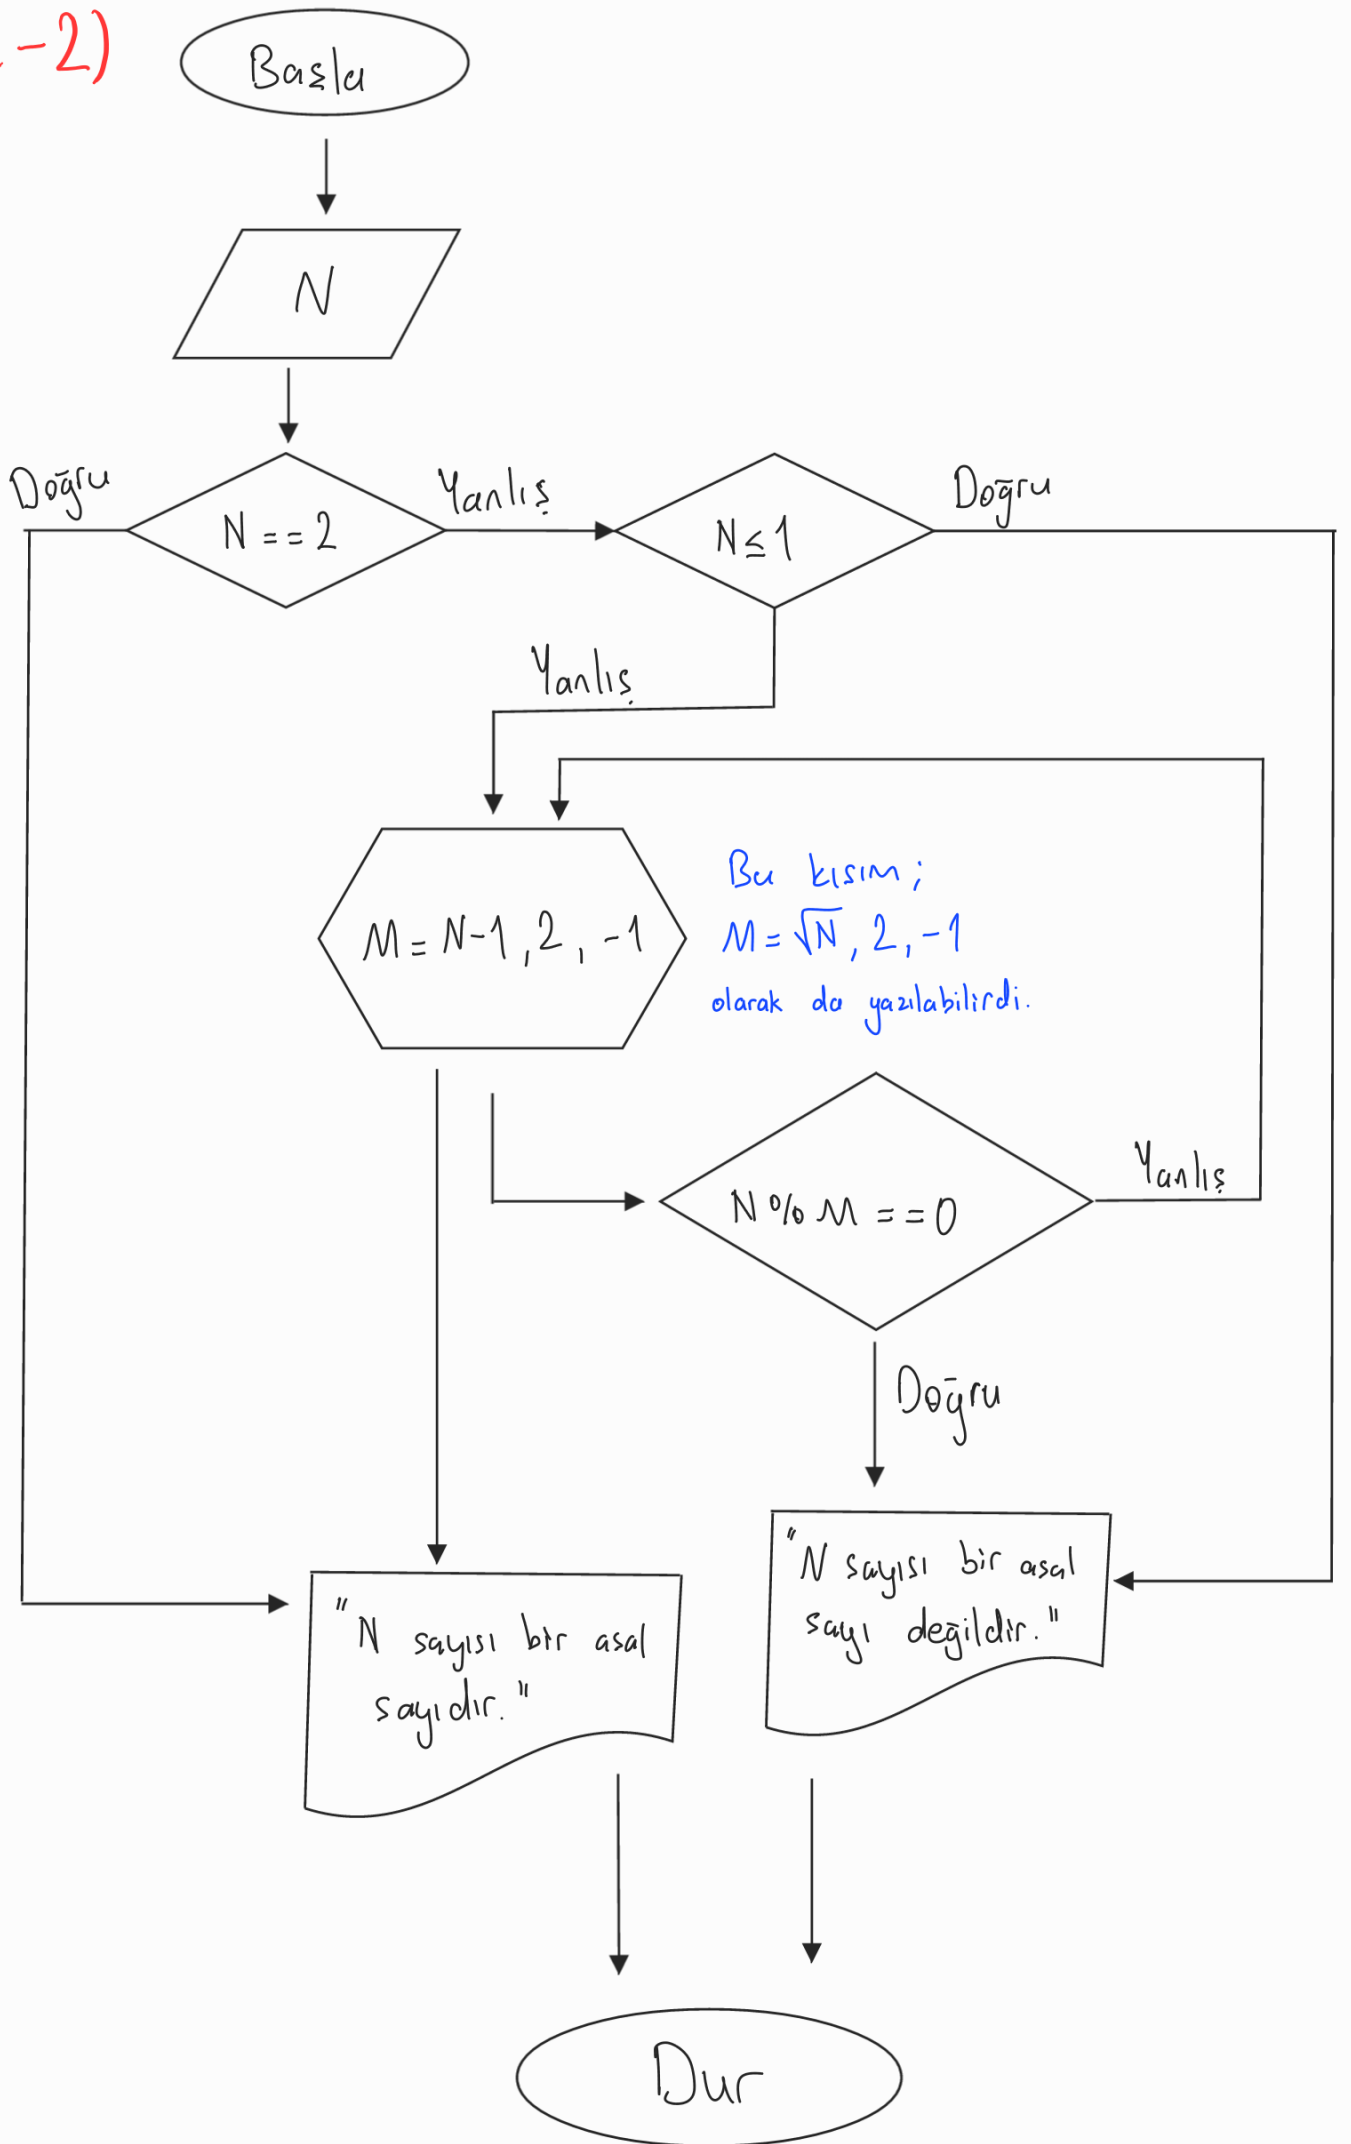 -2)
Başla
N
Doğru
N == 2
Yanlış
N ≤ 1
Doğru
Yanlış
M = N-1, 2, -1
Bu kısım;
M = √N, 2, -1
olarak da yazılabilirdi.
N % M == 0
Yanlış
Doğru
"N sayısı bir asal
sayı değildir."
"N sayısı bir asal
sayıdır."
Dur